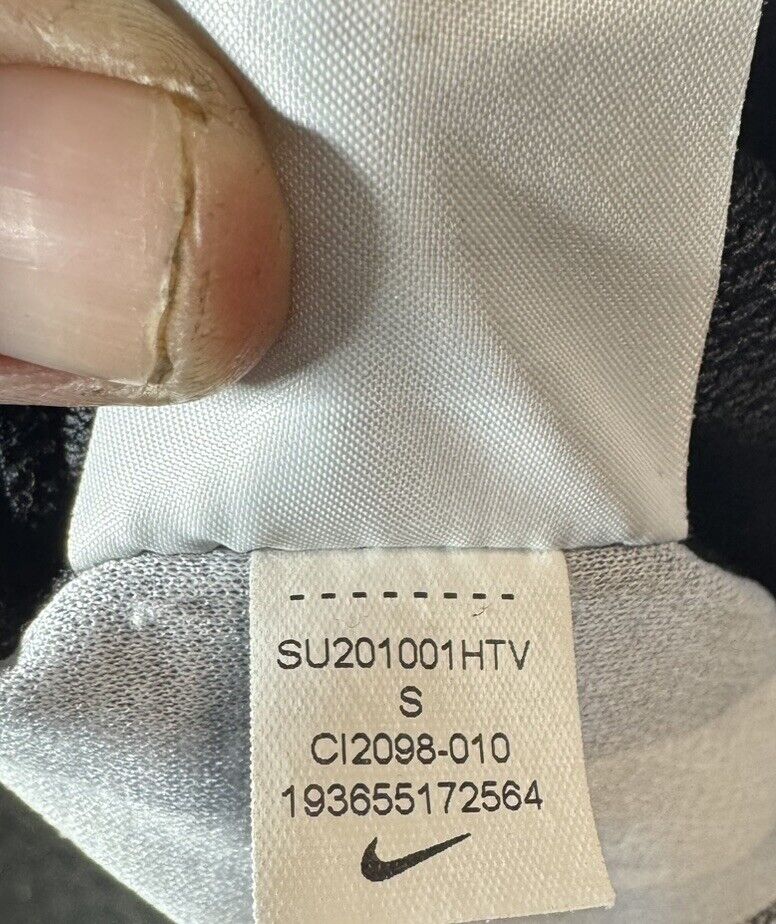 --------
SU201001HTV
S
CI2098-010
193655172564